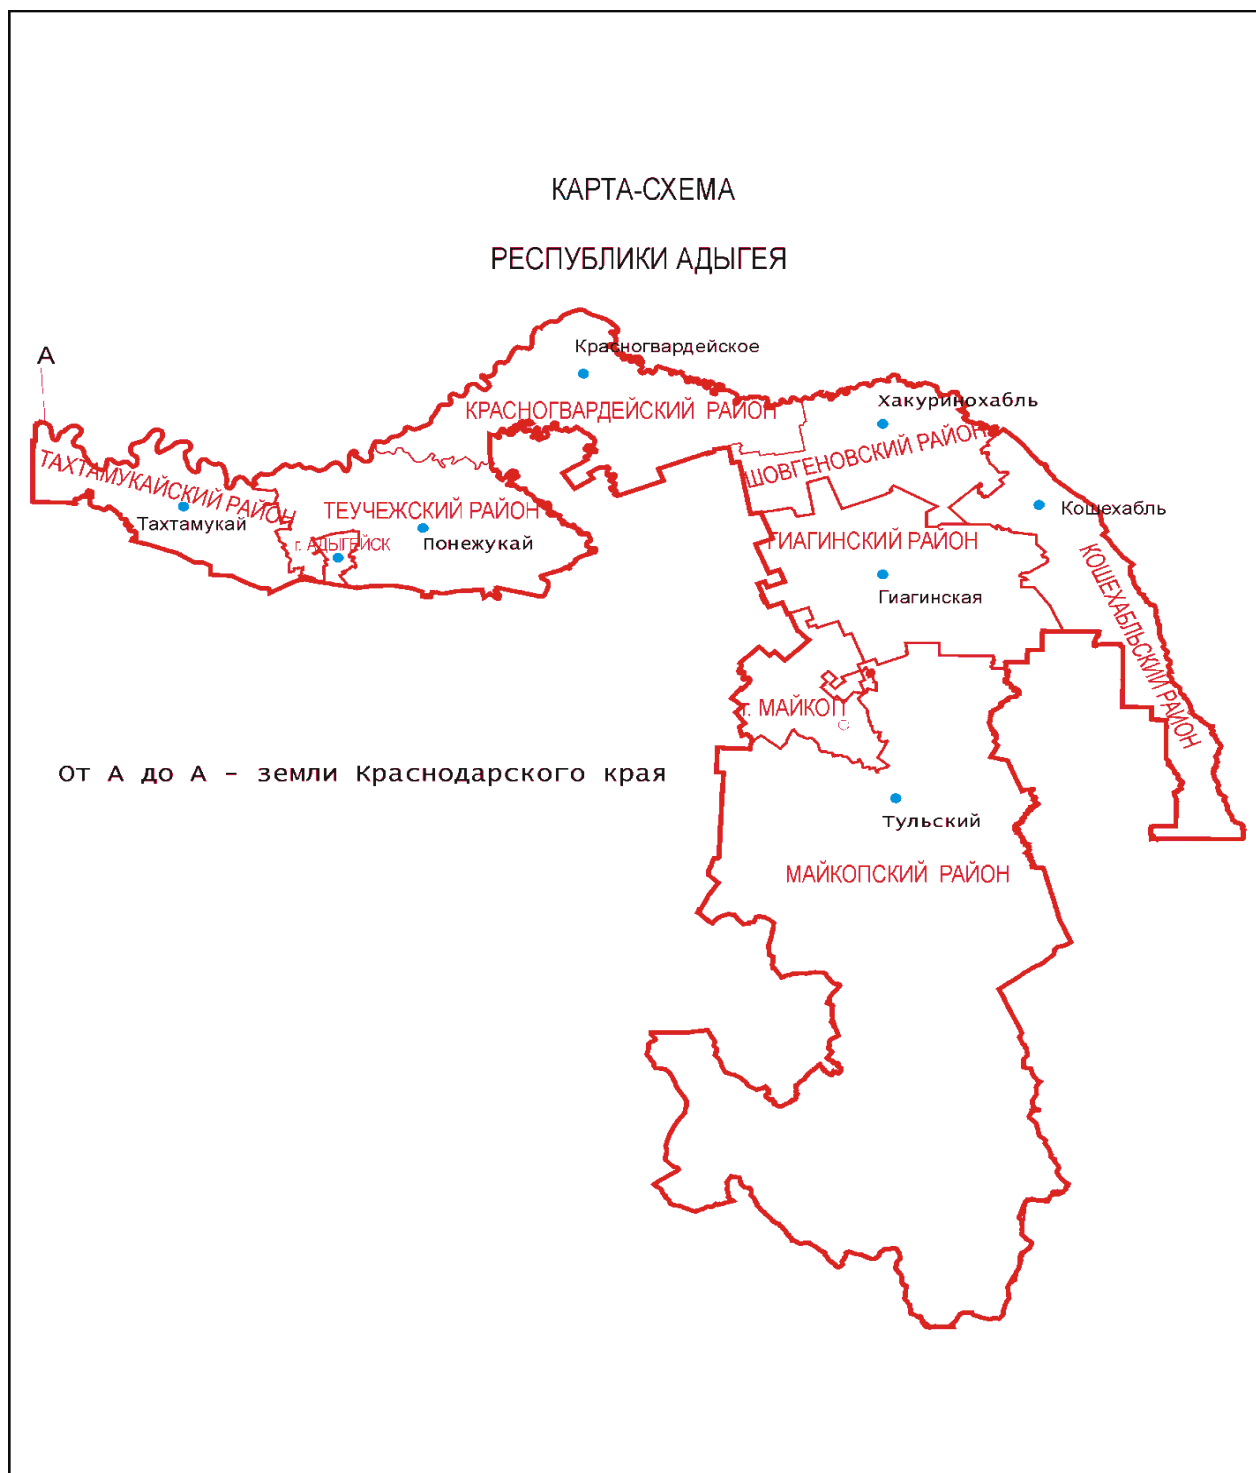 КАРТА-СХЕМА
РЕСПУБЛИКИ АДЫГЕЯ
А
Красногвардейское
КРАСНОГВАРДЕЙСКИЙ РАЙОН
Хакуринохабль
ШОВГЕНОВСКИЙ РАЙОН
ТАХТАМУКАЙСКИЙ РАЙОН
Тахтамукай
ТЕУЧЕЖСКИЙ РАЙОН
Понежукай
г. АДЫГЕЙСК
Кошехабль
КОШЕХАБЛЬСКИЙ РАЙОН
ГИАГИНСКИЙ РАЙОН
Гиагинская
г. МАЙКОП
От А до А – земли Краснодарского края
Тульский
МАЙКОПСКИЙ РАЙОН